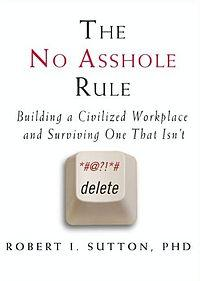 THE
NO ASSHOLE
RULE
Building a Civilized Workplace
and Surviving One That Isn't
*#@?!*#
delete
ROBERT I. SUTTON, PHD